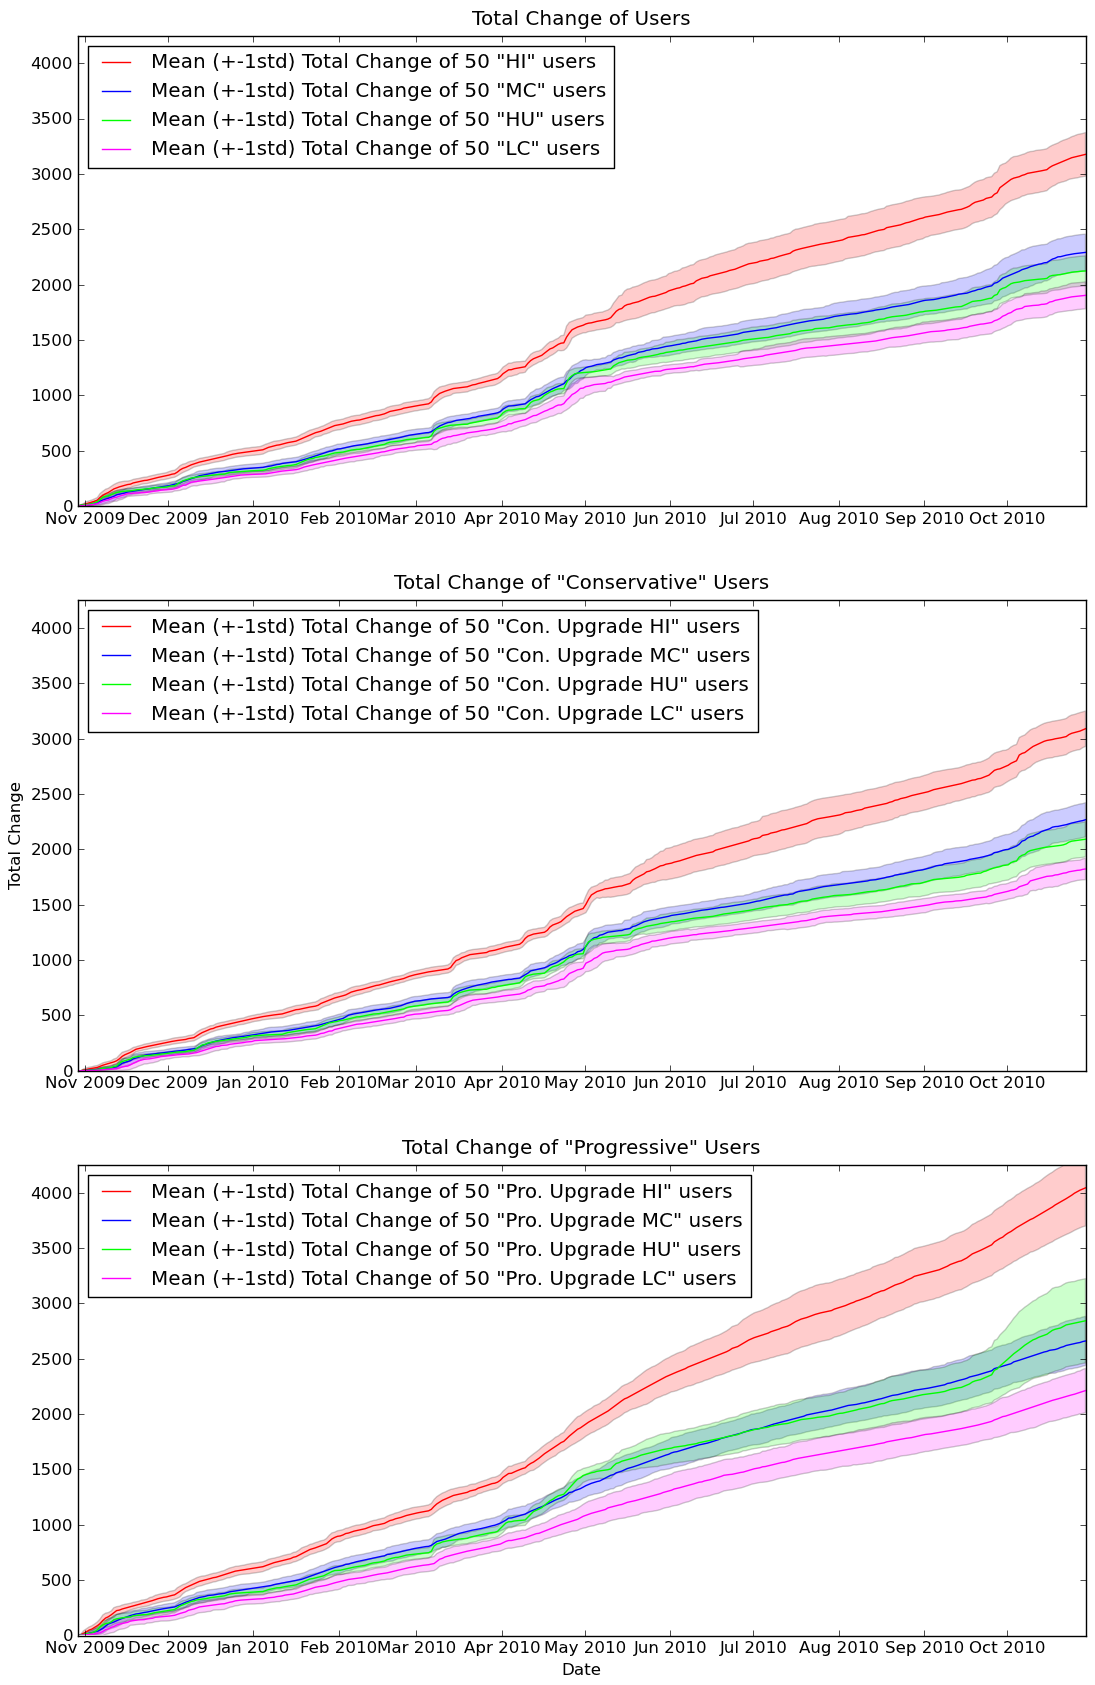 Total Change of Users
4000
3500
3000
2500
2000
1500
1000
500
0
Mean (+-1std) Total Change of 50 "HI" users
Mean (+-1std) Total Change of 50 "MC" users
Mean (+-1std) Total Change of 50 "HU" users
Mean (+-1std) Total Change of 50 "LC" users
Nov 2009 Dec 2009 Jan 2010 Feb 2010 Mar 2010 Apr 2010 May 2010 Jun 2010 Jul 2010 Aug 2010 Sep 2010 Oct 2010
Total Change of "Conservative" Users
Total Change
4000
3500
3000
2500
2000
1500
1000
500
0
Mean (+-1std) Total Change of 50 "Con. Upgrade HI" users
Mean (+-1std) Total Change of 50 "Con. Upgrade MC" users
Mean (+-1std) Total Change of 50 "Con. Upgrade HU" users
Mean (+-1std) Total Change of 50 "Con. Upgrade LC" users
Nov 2009 Dec 2009 Jan 2010 Feb 2010 Mar 2010 Apr 2010 May 2010 Jun 2010 Jul 2010 Aug 2010 Sep 2010 Oct 2010
Total Change of "Progressive" Users
4000
3500
3000
2500
2000
1500
1000
500
0
Mean (+-1std) Total Change of 50 "Pro. Upgrade HI" users
Mean (+-1std) Total Change of 50 "Pro. Upgrade MC" users
Mean (+-1std) Total Change of 50 "Pro. Upgrade HU" users
Mean (+-1std) Total Change of 50 "Pro. Upgrade LC" users
Nov 2009 Dec 2009 Jan 2010 Feb 2010 Mar 2010 Apr 2010 May 2010 Jun 2010 Jul 2010 Aug 2010 Sep 2010 Oct 2010
Date